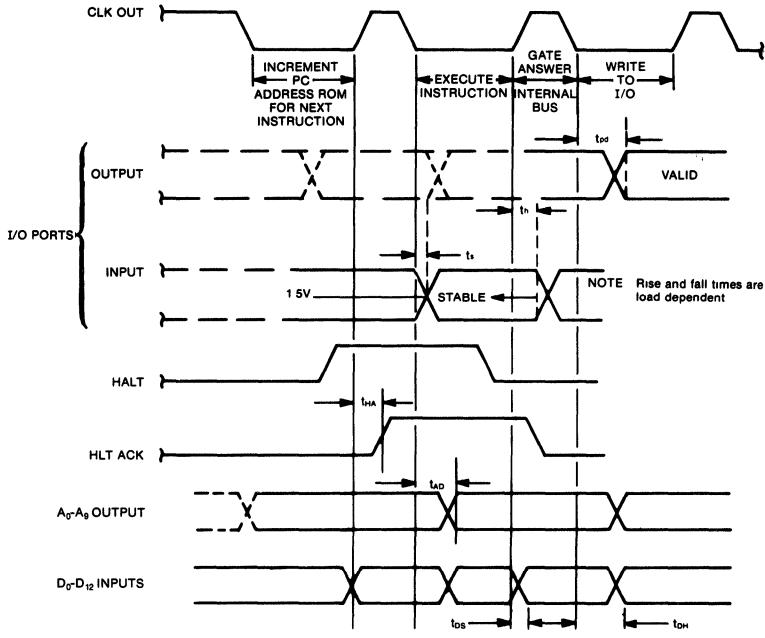 CLK OUT
INCREMENT
PC
ADDRESS ROM
FOR NEXT
INSTRUCTION
EXECUTE
INSTRUCTION
GATE
ANSWER
INTERNAL
BUS
WRITE
TO
I/O
tpd
OUTPUT
VALID
I/O PORTS
th
ts
INPUT
1 5V
STABLE
NOTE Rise and fall times are
load dependent
HALT
tHA
HLT ACK
tAD
A0-A9 OUTPUT
D0-D12 INPUTS
tDS
tDH